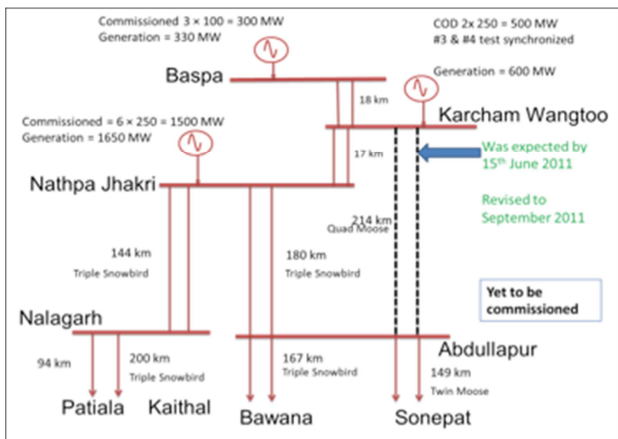 Commissioned 3 × 100 = 300 MW
Generation = 330 MW
COD 2x 250 = 500 MW
#3 & #4 test synchronized
Generation = 600 MW
Baspa
18 km
Karcham Wangtoo
Commissioned = 6 × 250 = 1500 MW
Generation = 1650 MW
17 km
Was expected by
15th June 2011
Nathpa Jhakri
Revised to
September 2011
214 km
Quad Moose
144 km
Triple Snowbird
180 km
Triple Snowbird
Yet to be
commissioned
Nalagarh
Abdullapur
94 km
200 km
Triple Snowbird
167 km
Triple Snowbird
149 km
Twin Moose
Patiala
Kaithal
Bawana
Sonepat